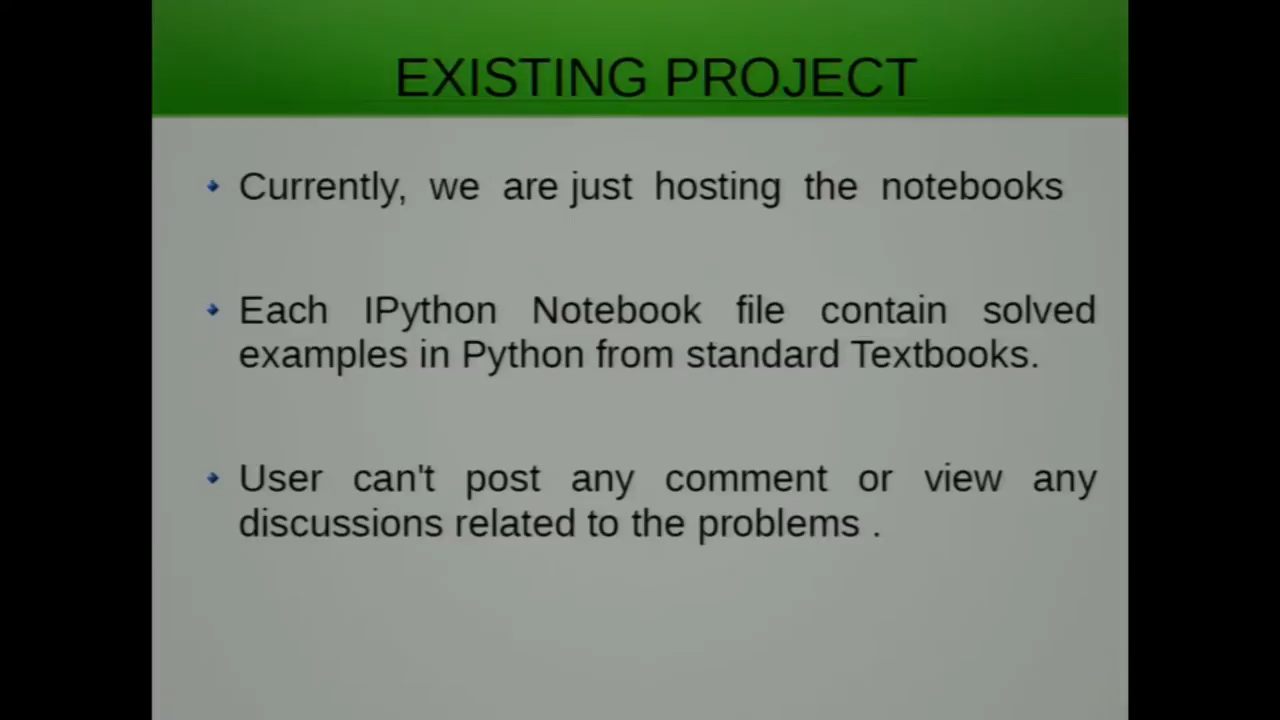 EXISTING PROJECT
Currently, we are just hosting the notebooks
Each IPython Notebook file contain solved
examples in Python from standard Textbooks.
User can't post any comment or view any
discussions related to the problems .